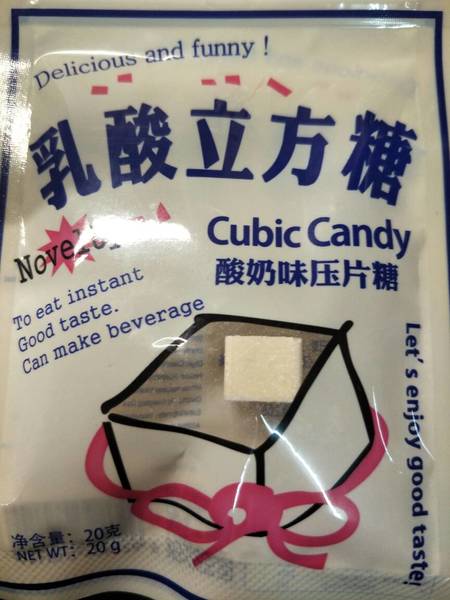 Delicious and funny!
乳酸立方糖
Cubic Candy
酸奶味压片糖
To eat instant
Good taste.
Can make beverage
Let's enjoy good taste!
净含量：20克
NET WT：20 g